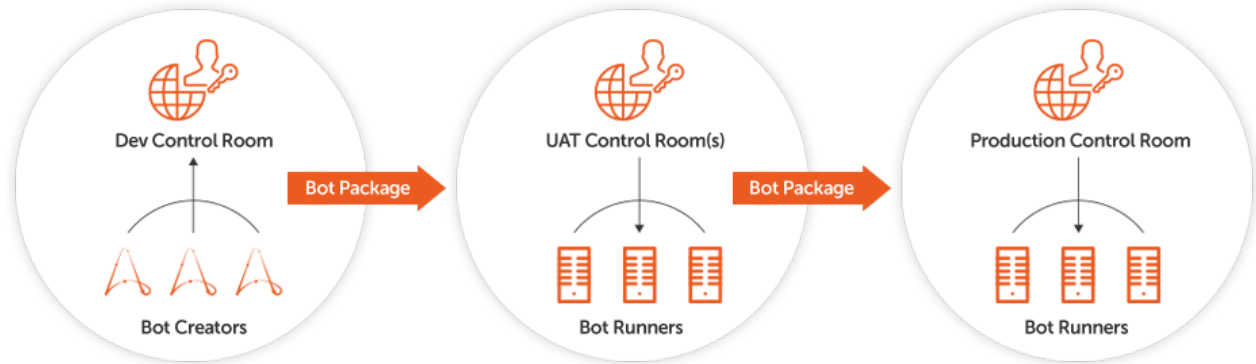 Dev Control Room
UAT Control Room(s)
Production Control Room
Bot Package
Bot Package
Bot Creators
Bot Runners
Bot Runners